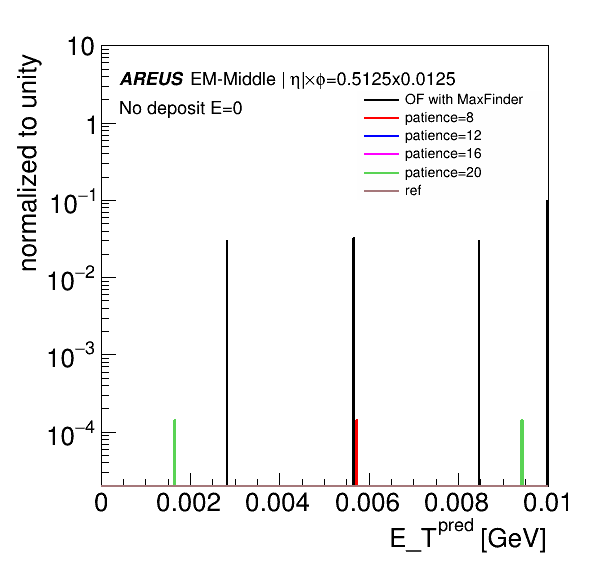 10
AREUS EM-Middle | η|×ϕ=0.5125x0.0125
No deposit E=0
OF with MaxFinder
patience=8
patience=12
patience=16
patience=20
ref
normalized to unity
1
10−1
10−2
10−3
10−4
0 0.002 0.004 0.006 0.008 0.01
E_Tpred [GeV]